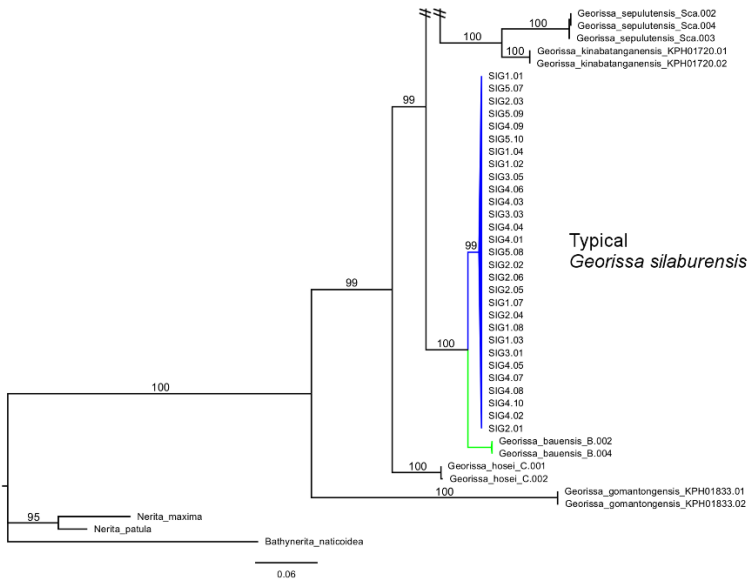 Georissa_sepulutensis_Sca.002
100
Georissa_sepulutensis_Sca.004
100
Georissa_sepulutensis_Sca.003
100
Georissa_kinabatanganensis_KPH01720.01
Georissa_kinabatanganensis_KPH01720.02
SIG1.01
SIG5.07
99
SIG2.03
SIG5.09
SIG4.09
SIG5.10
SIG1.04
SIG1.02
SIG3.05
SIG4.06
SIG4.03
SIG3.03
SIG4.04
Typical
SIG4.01
99
SIG5.08
Georissa silaburensis
SIG2.02
SIG2.06
99
SIG2.05
SIG1.07
SIG2.04
SIG1.08
SIG1.03
100
SIG3.01
SIG4.05
SIG4.07
100
SIG4.08
SIG4.10
SIG4.02
SIG2.01
Georissa_bauensis_B.002
Georissa_bauensis_B.004
100
Georissa_hosei_C.001
Georissa_hosei_C.002
100
Georissa_gomantongensis_KPH01833.01
Georissa_gomantongensis_KPH01833.02
95
Nerita_maxima
Nerita_patula
Bathynerita_naticoidea
0.06